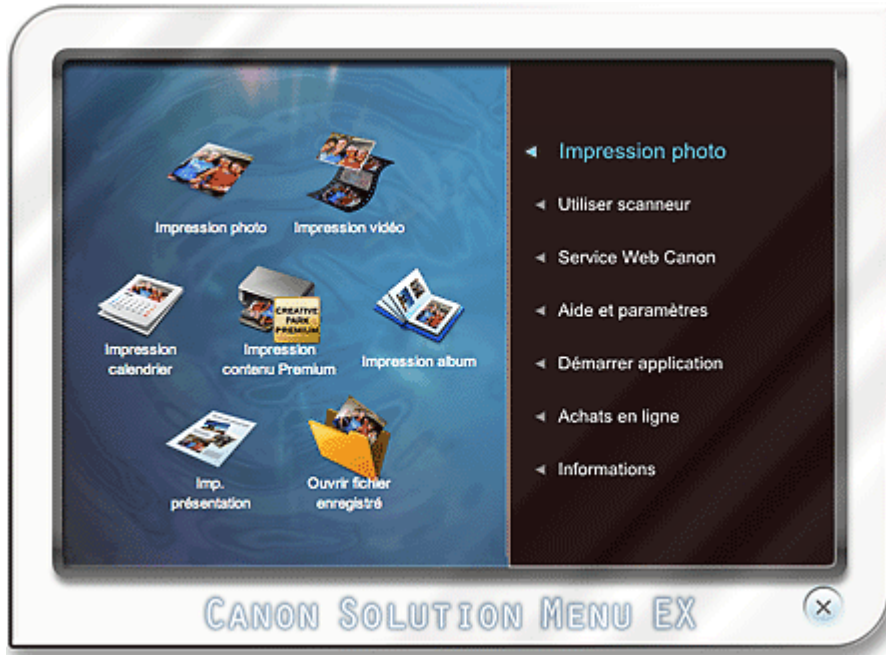 Impression photo
Impression vidéo
Impression
calendrier
CREATIVE
PARK
PREMIUM
Impression
contenu Premium
Impression album
Imp.
présentation
Ouvrir fichier
enregistré
Impression photo
Utiliser scanneur
Service Web Canon
Aide et paramètres
Démarrer application
Achats en ligne
Informations
CANON SOLUTION MENU EX